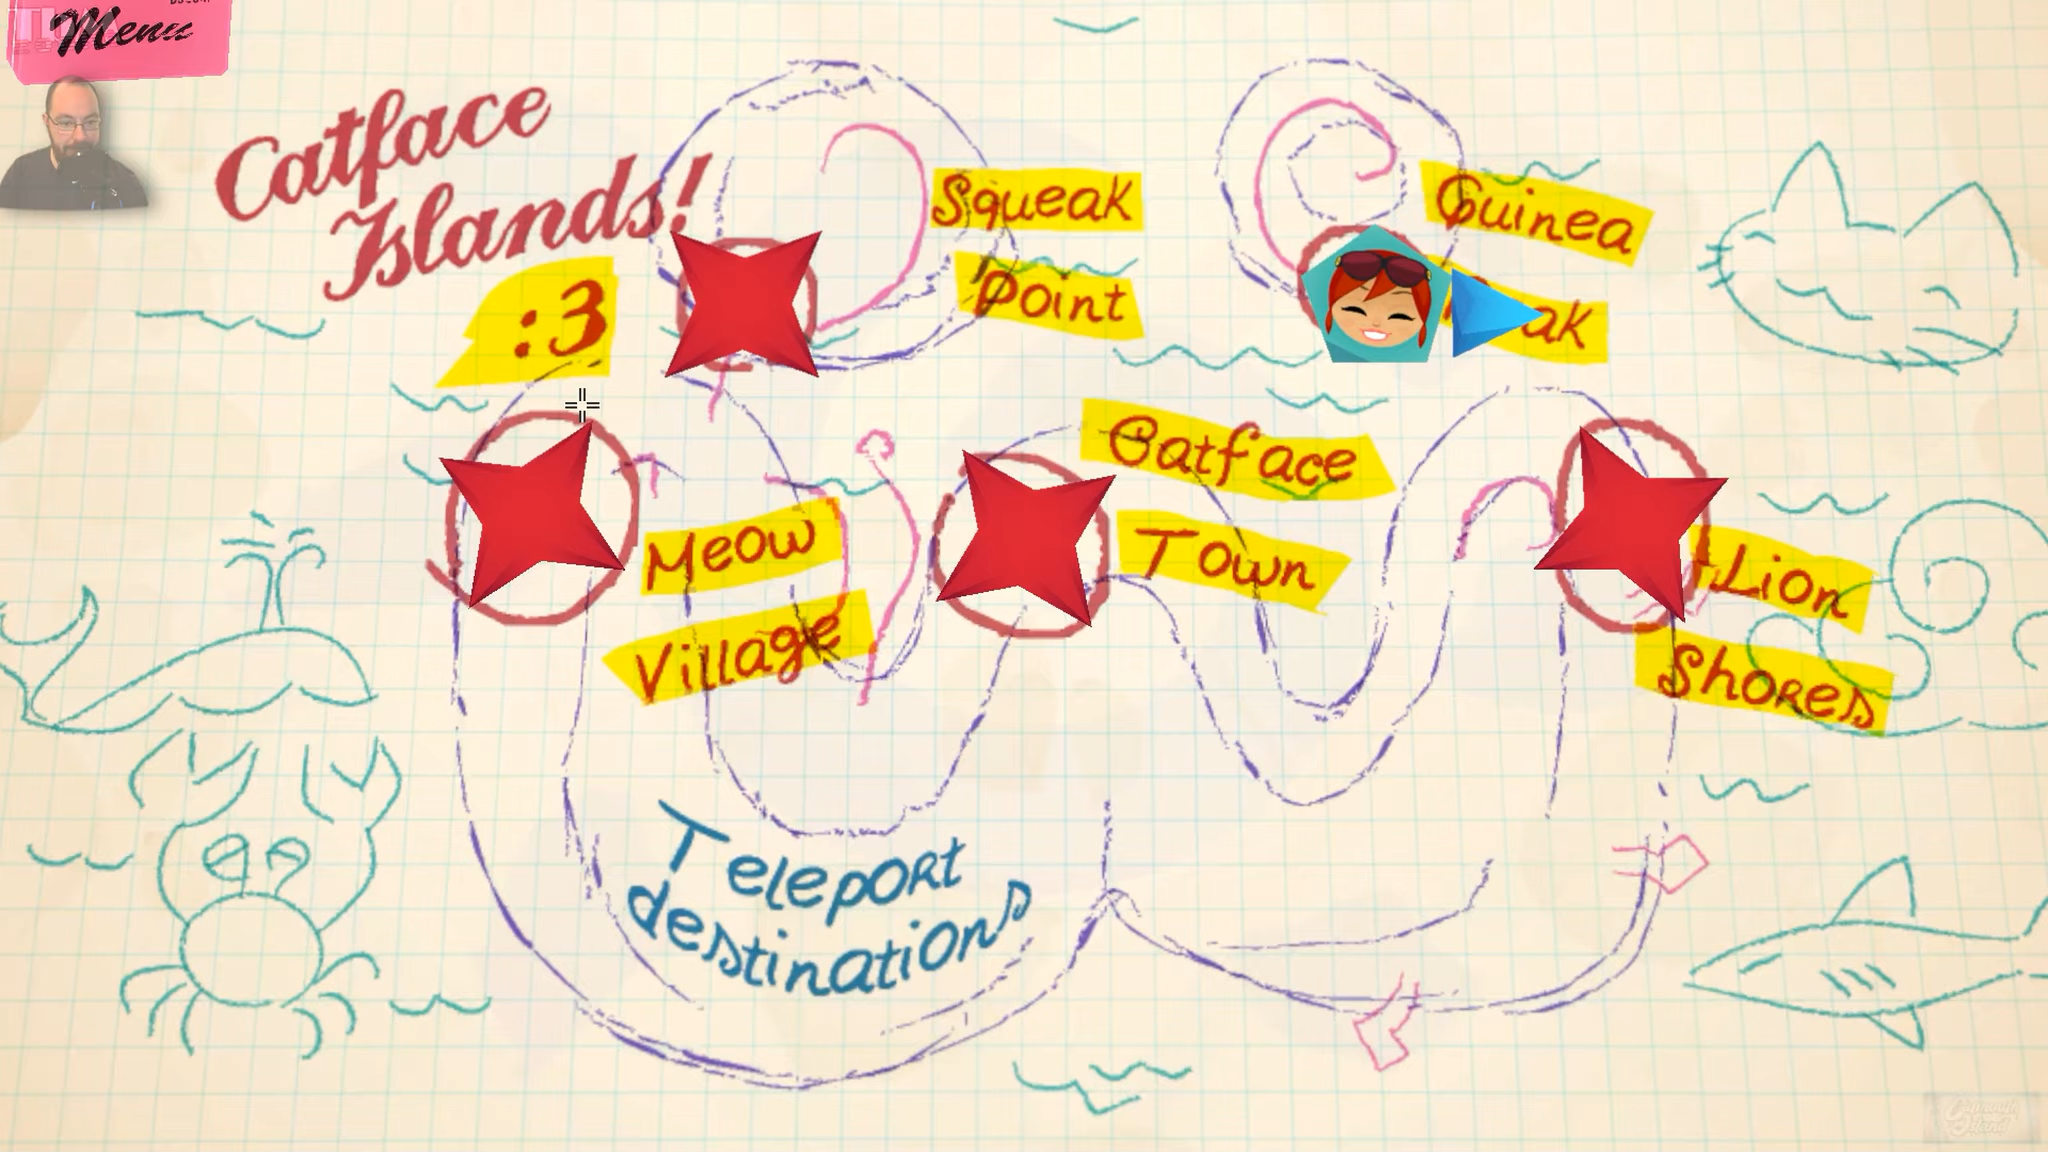 Menu
Catface
Islands!
:3
Squeak
Point
Guinea
Meow
Village
Catface
Town
Lion
Shores
Teleport
destinations